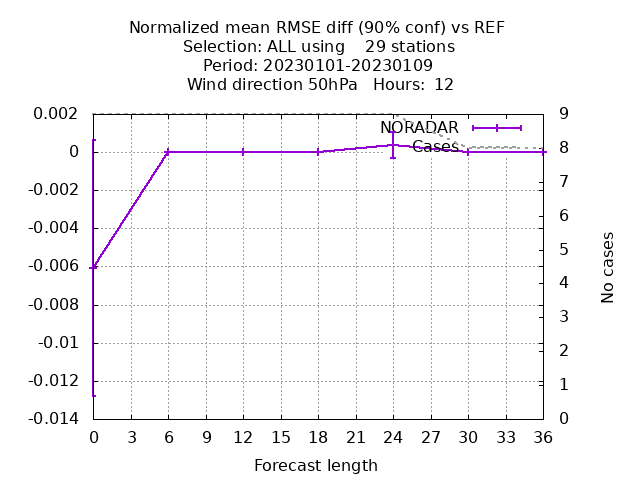 Normalized mean RMSE diff (90% conf) vs REF
Selection: ALL using    29 stations
Period: 20230101-20230109
Wind direction 50hPa   Hours: 12
0.002
0
-0.002
-0.004
-0.006
-0.008
-0.01
-0.012
-0.014
NORADAR
Cases
9
8
7
6
5
4
3
2
1
0
No cases
0 3 6 9 12 15 18 21 24 27 30 33 36
Forecast length